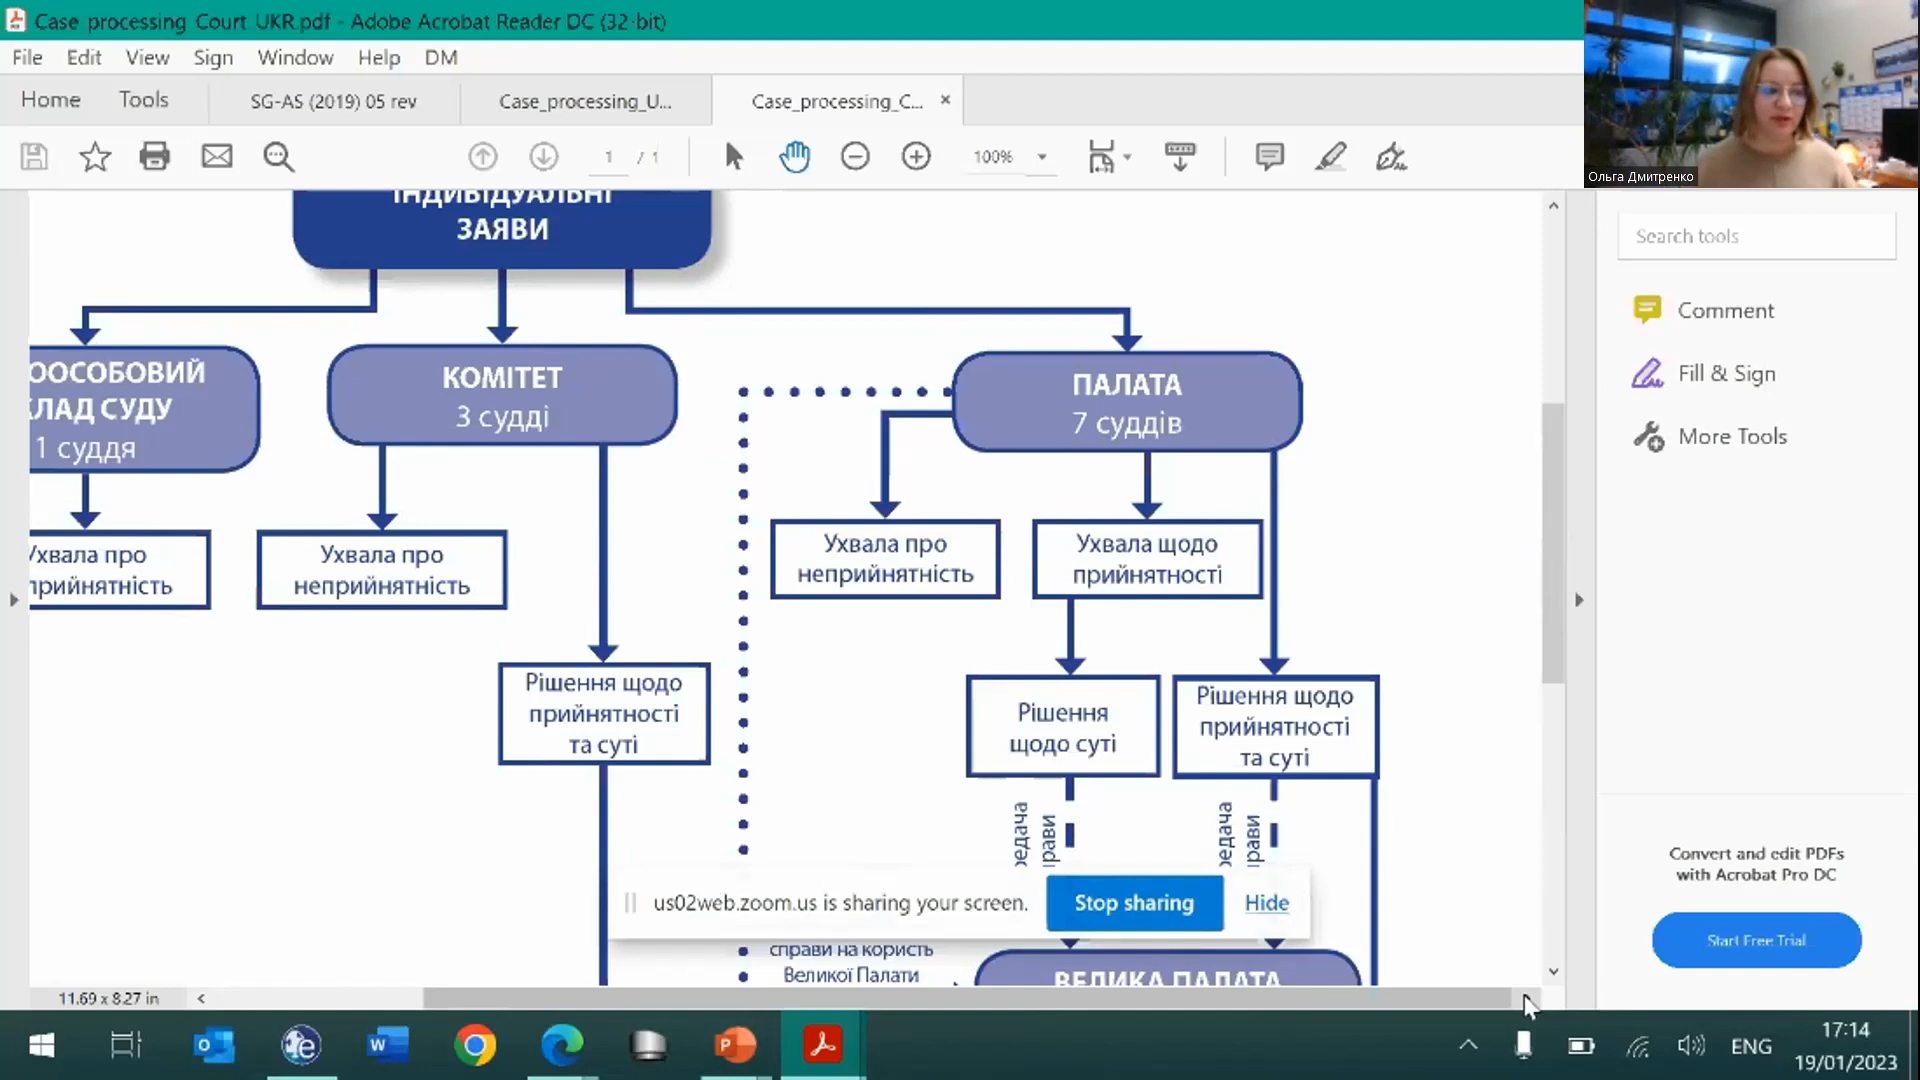 Case_processing_Court_UKR.pdf - Adobe Acrobat Reader DC (32-bit)
File Edit View Sign Window Help DM
Home Tools SG-AS (2019) 05 rev Case_processing_U... Case_processing_C...
1 / 1 100%
Ольга Дмитренко
ІНДИВІДУАЛЬНІ
ЗАЯВИ
ООСОБОВИЙ
КЛАД СУДУ
1 суддя
КОМІТЕТ
3 судді
ПАЛАТА
7 суддів
Ухвала про
прийнятність
Ухвала про
неприйнятність
Ухвала про
неприйнятність
Ухвала щодо
прийнятності
Рішення щодо
прийнятності
та суті
Рішення
щодо суті
Рішення щодо
прийнятності
та суті
редача
прави
редача
прави
справи на користь
Великої Палати
ВЕЛИКА ПАЛАТА
us02web.zoom.us is sharing your screen. Stop sharing Hide
Search tools
Comment
Fill & Sign
More Tools
Convert and edit PDFs
with Acrobat Pro DC
Start Free Trial
11.69 x 8.27 in
ENG
17:14
19/01/2023